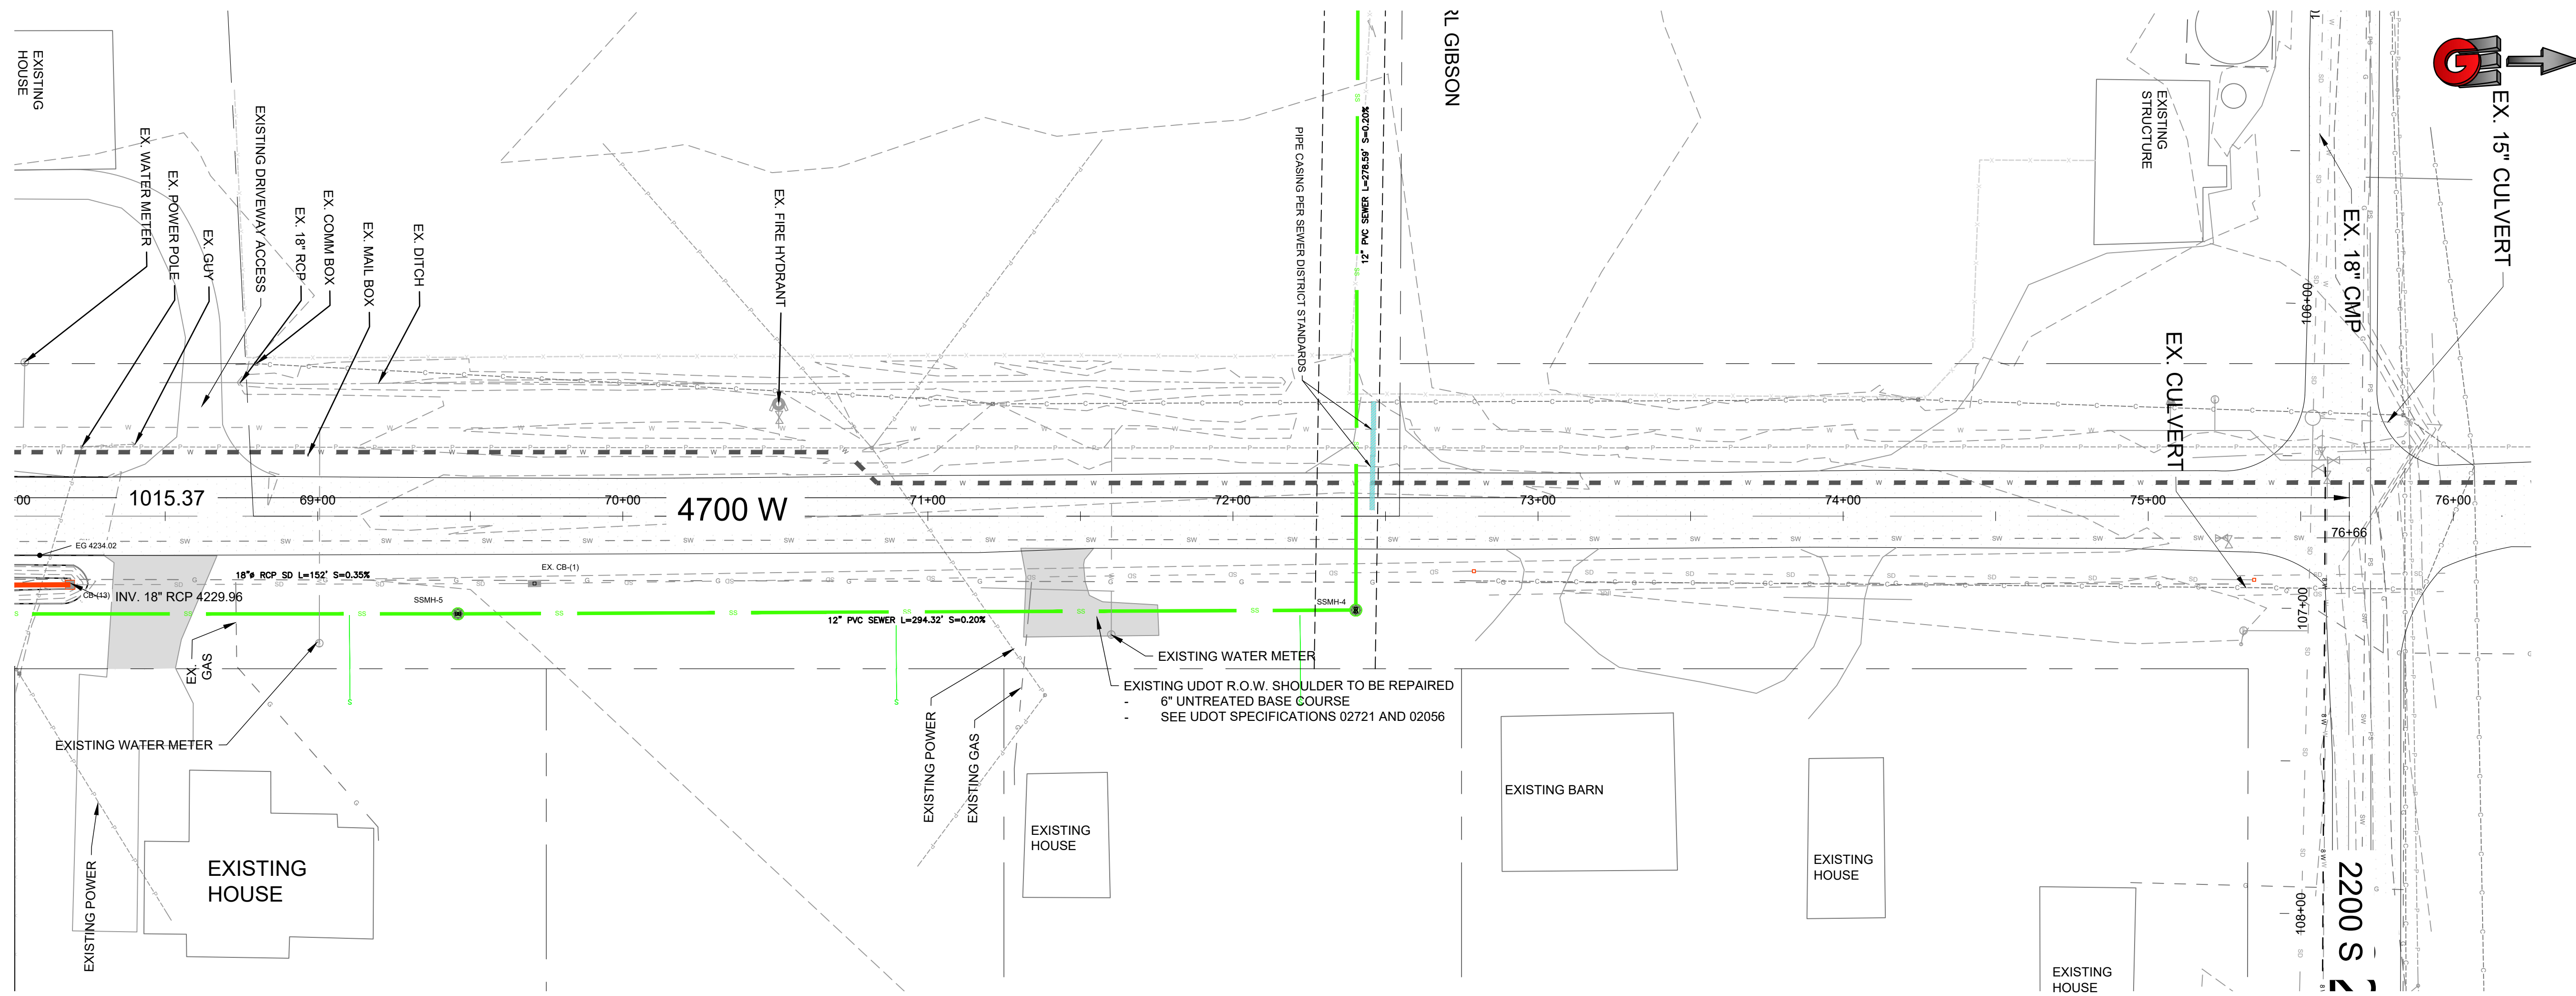 EXISTING
HOUSE
EX. WATER METER
EX. POWER POLE
EX. GUY
EXISTING DRIVEWAY ACCESS
EX. 18" RCP
EX. COMM BOX
EX. MAIL BOX
EX. DITCH
EX. FIRE HYDRANT
PIPE CASING PER SEWER DISTRICT STANDARDS
12" PVC SEWER L=278.59' S=0.20%
RL GIBSON
EXISTING
STRUCTURE
EX. 15" CULVERT
EX. 18" CMP
EX. CULVERT
106+00
1015.37
69+00
70+00
4700 W
71+00
72+00
73+00
74+00
75+00
76+00
76+66
EG 4234.02
18"ø RCP SD L=152' S=0.35%
EX. CB-(1)
CB-(13)
INV. 18" RCP 4229.96
SSMH-5
12" PVC SEWER L=294.32' S=0.20%
SSMH-4
107+00
EX.
GAS
EXISTING WATER METER
EXISTING UDOT R.O.W. SHOULDER TO BE REPAIRED
- 6" UNTREATED BASE COURSE
- SEE UDOT SPECIFICATIONS 02721 AND 02056
EXISTING WATER METER
EXISTING POWER
EXISTING GAS
EXISTING POWER
EXISTING
HOUSE
EXISTING
HOUSE
EXISTING BARN
EXISTING
HOUSE
EXISTING
HOUSE
108+00
2200 S